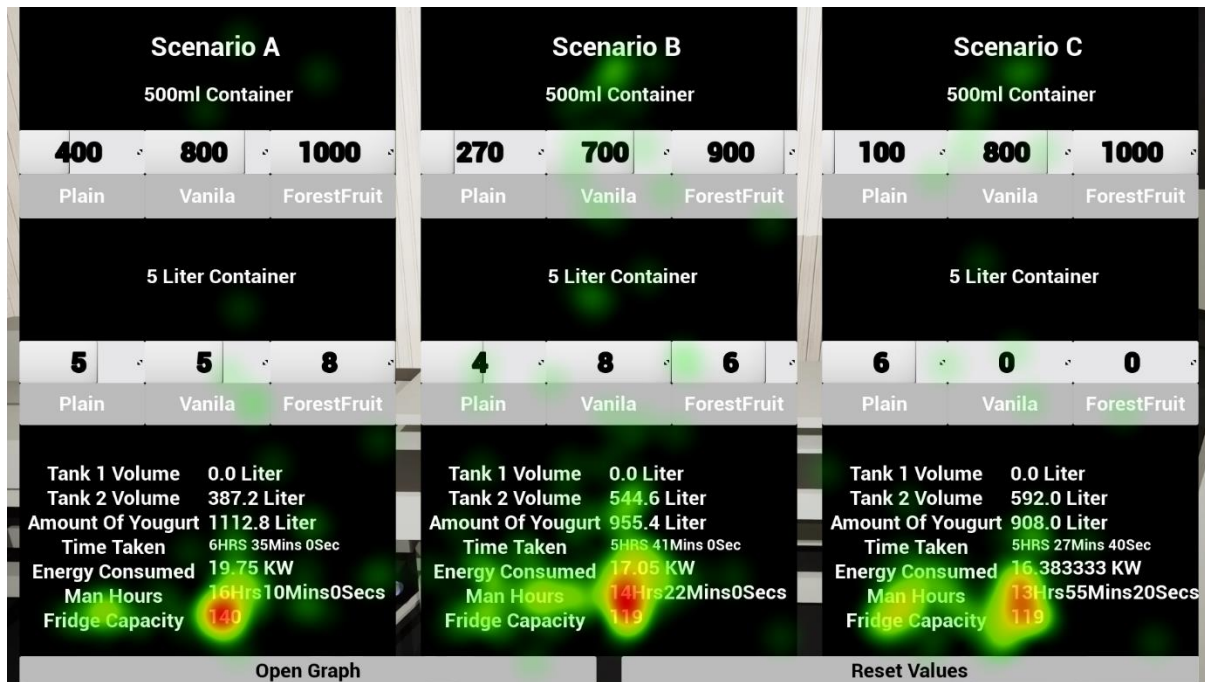 Scenario A
500ml Container
400 800 1000
Plain Vanila ForestFruit
5 Liter Container
5 5 8
Plain Vanila ForestFruit
Tank 1 Volume 0.0 Liter
Tank 2 Volume 387.2 Liter
Amount Of Yougurt 1112.8 Liter
Time Taken 6HRS 35Mins 0Sec
Energy Consumed 19.75 KW
Man Hours 16Hrs10Mins0Secs
Fridge Capacity 140
Scenario B
500ml Container
270 700 900
Plain Vanila ForestFruit
5 Liter Container
4 8 6
Plain Vanila ForestFruit
Tank 1 Volume 0.0 Liter
Tank 2 Volume 544.6 Liter
Amount Of Yougurt 955.4 Liter
Time Taken 5HRS 41Mins 0Sec
Energy Consumed 17.05 KW
Man Hours 14Hrs22Mins0Secs
Fridge Capacity 119
Scenario C
500ml Container
100 800 1000
Plain Vanila ForestFruit
5 Liter Container
6 0 0
Plain Vanila ForestFruit
Tank 1 Volume 0.0 Liter
Tank 2 Volume 592.0 Liter
Amount Of Yougurt 908.0 Liter
Time Taken 5HRS 27Mins 40Sec
Energy Consumed 16.383333 KW
Man Hours 13Hrs55Mins20Secs
Fridge Capacity 119
Open Graph
Reset Values